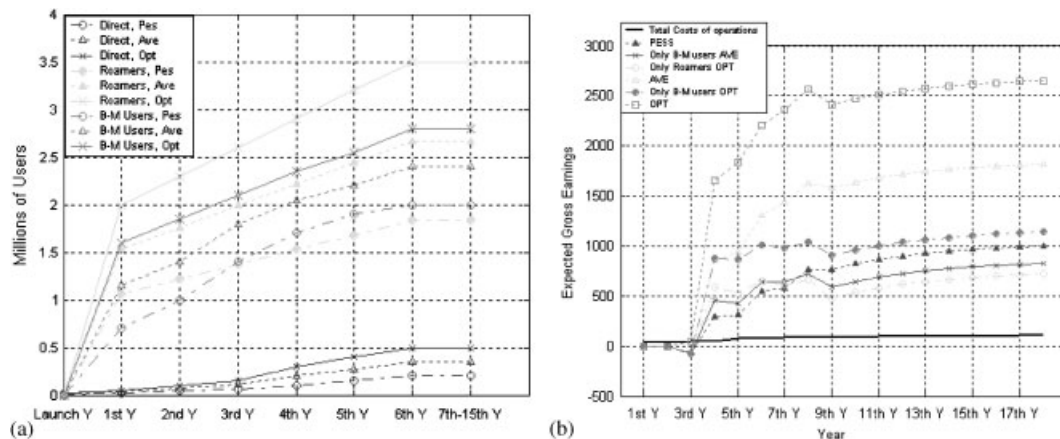 4
3.5
3
2.5
2
1.5
1
0.5
0
Millions of Users
Direct, Pes
Direct, Ave
Direct, Opt
Roamers, Pes
Roamers, Ave
Roamers, Opt
B-M Users, Pes
B-M Users, Ave
B-M Users, Opt
Launch Y 1st Y 2nd Y 3rd Y 4th Y 5th Y 6th Y 7th-15th Y
(a)
3000
2500
2000
1500
1000
500
0
-500
Expected Gross Earnings
Total Costs of operations
PESS
Only B-M users AVE
Only Roamers OPT
AVE
Only B-M users OPT
OPT
1st Y 3rd Y 5th Y 7th Y 9th Y 11th Y 13th Y 15th Y 17th Y
Year
(b)